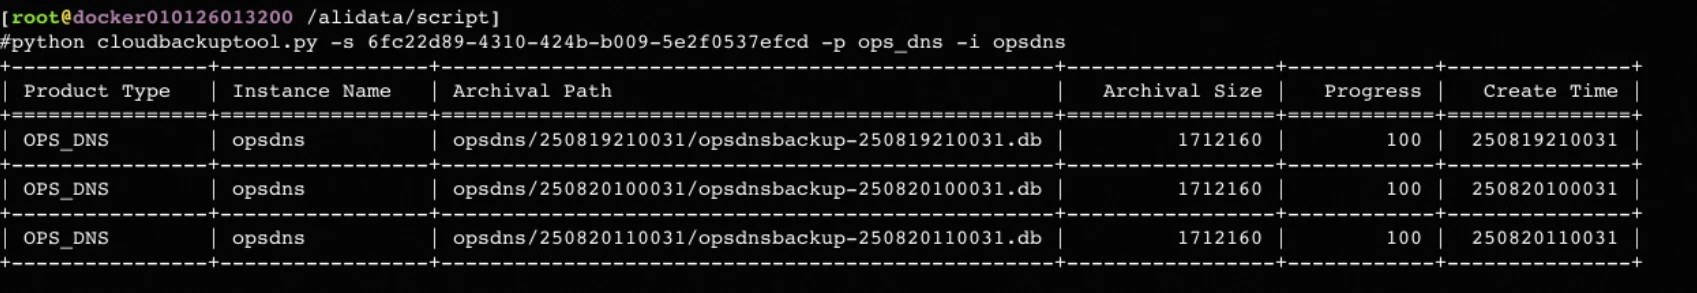 [root@docker010126013200 /alidata/script]
#python cloudbackuptool.py -s 6fc22d89-4310-424b-b009-5e2f0537efcd -p ops_dns -i opsdns
+----------------+-----------------+--------------------------------------------------+-----------------+------------+---------------+
| Product Type   | Instance Name   | Archival Path                                    |   Archival Size |   Progress |   Create Time |
+================+=================+==================================================+=================+============+===============+
| OPS_DNS        | opsdns          | opsdns/250819210031/opsdnsbackup-250819210031.db |         1712160 |        100 |  250819210031 |
+----------------+-----------------+--------------------------------------------------+-----------------+------------+---------------+
| OPS_DNS        | opsdns          | opsdns/250820100031/opsdnsbackup-250820100031.db |         1712160 |        100 |  250820100031 |
+----------------+-----------------+--------------------------------------------------+-----------------+------------+---------------+
| OPS_DNS        | opsdns          | opsdns/250820110031/opsdnsbackup-250820110031.db |         1712160 |        100 |  250820110031 |
+----------------+-----------------+--------------------------------------------------+-----------------+------------+---------------+